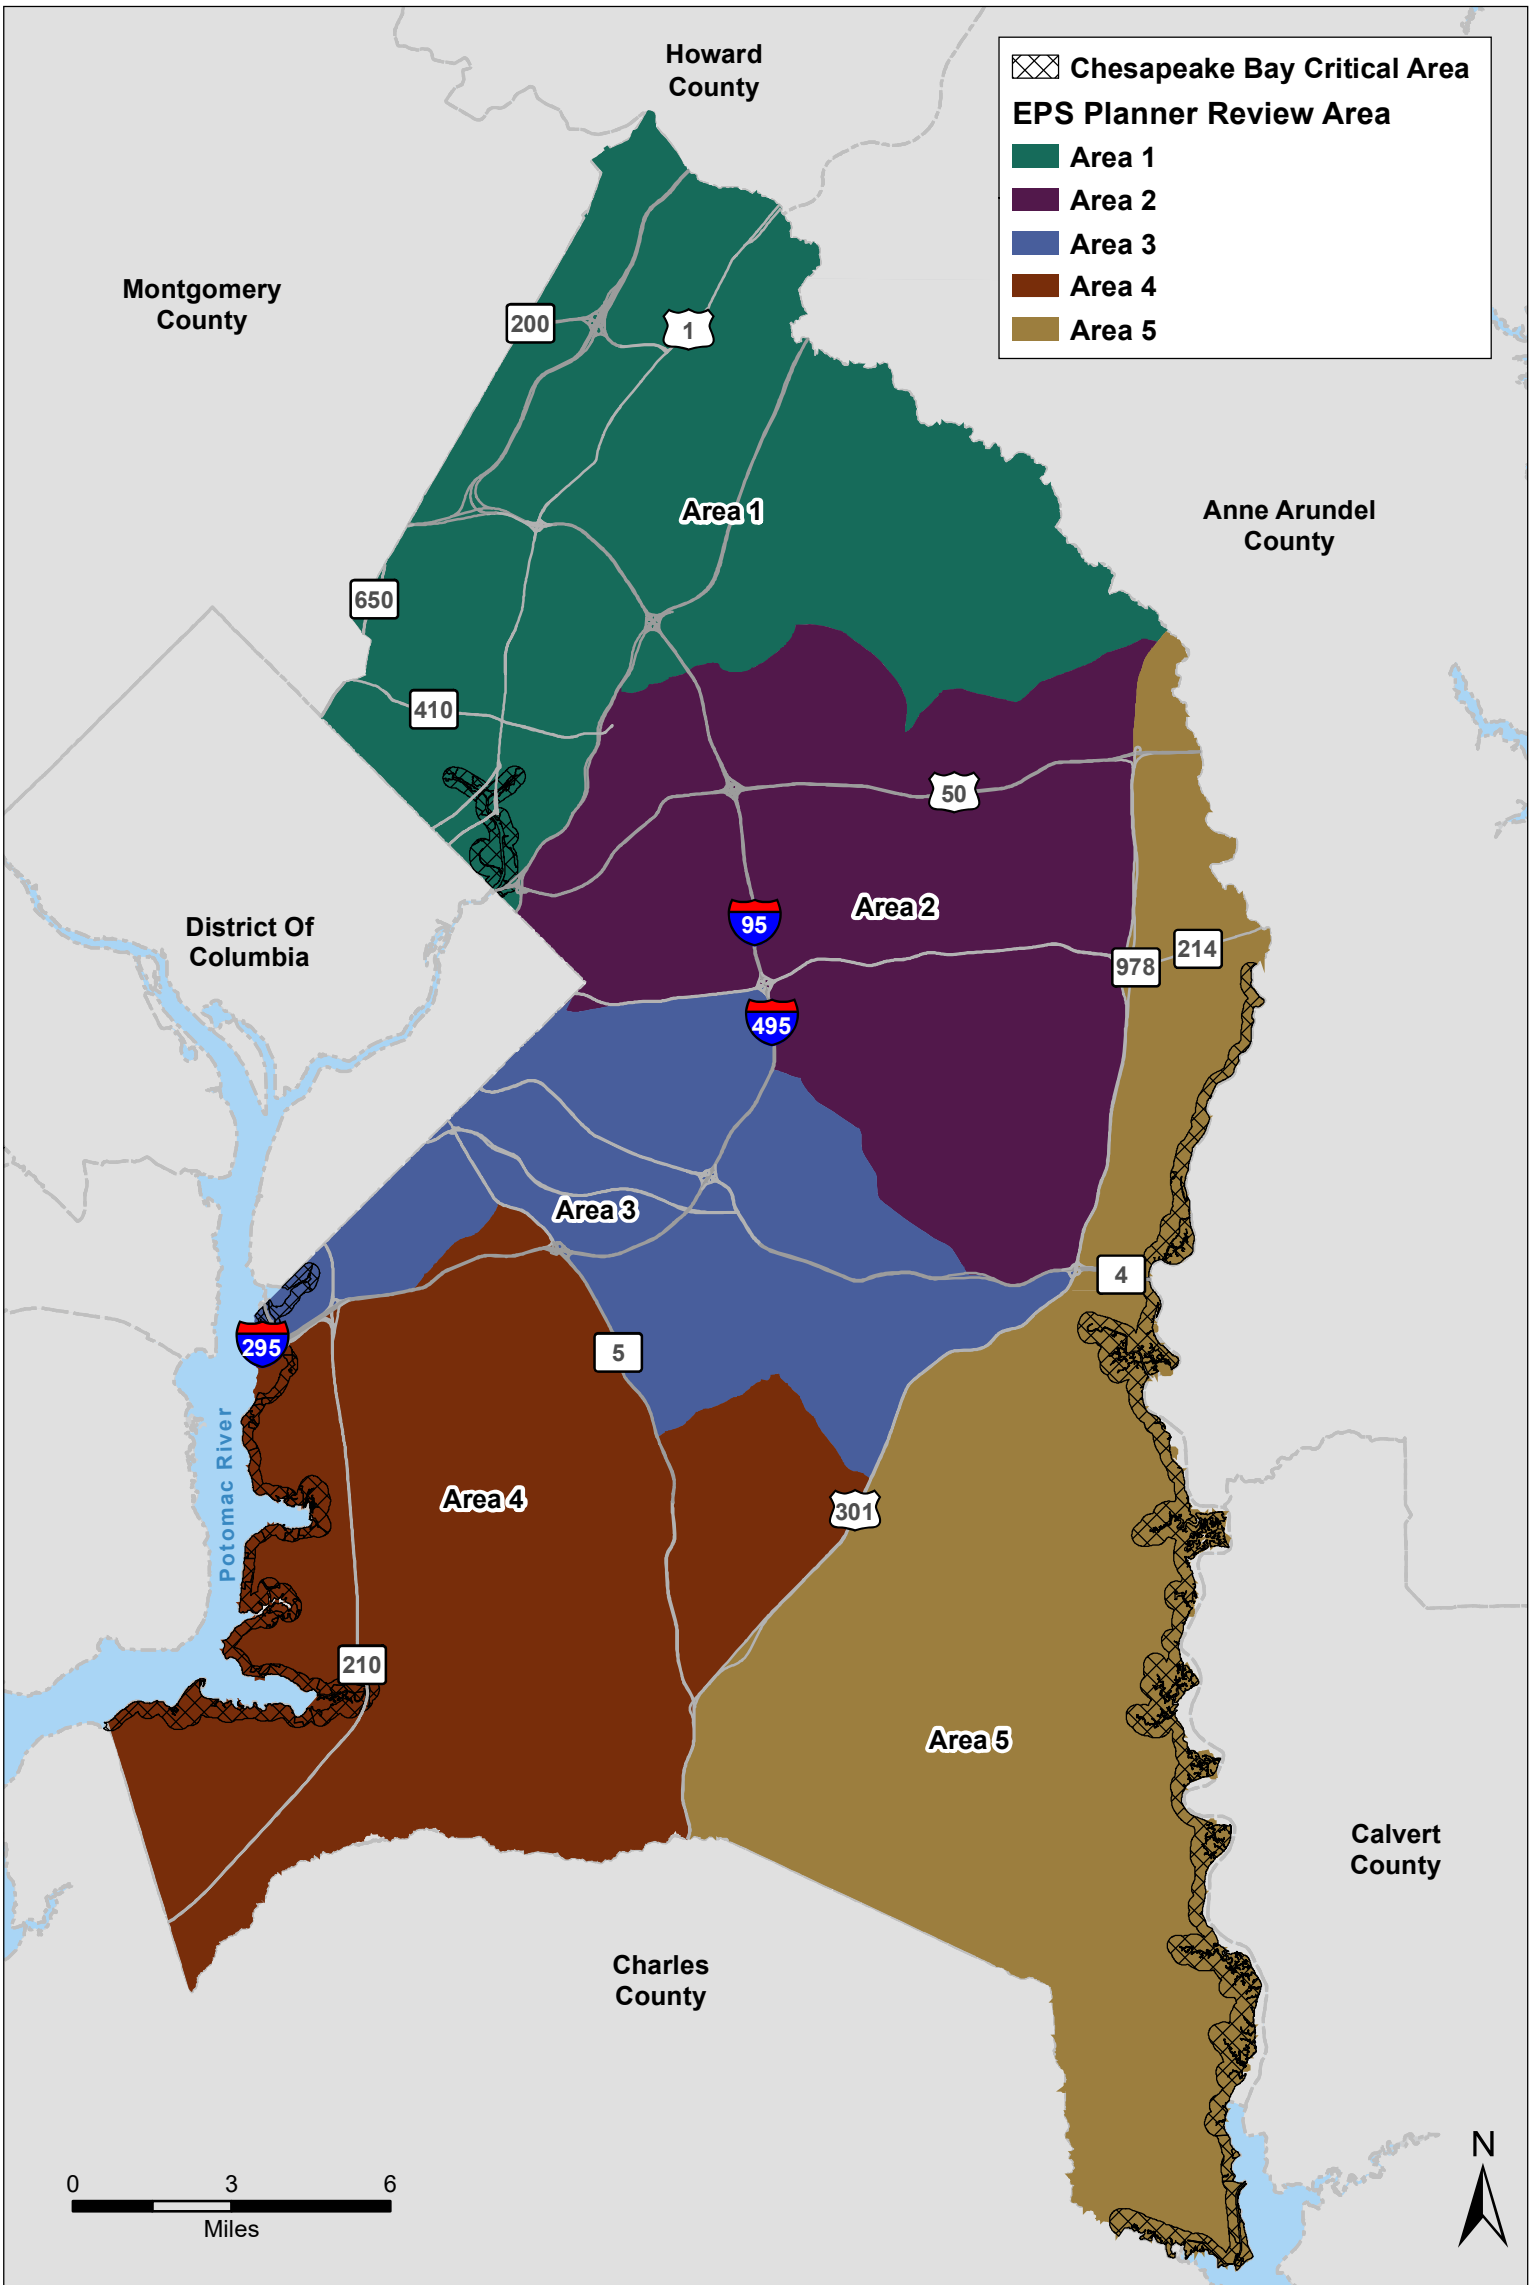 Howard
County
Chesapeake Bay Critical Area
EPS Planner Review Area
Area 1
Area 2
Area 3
Area 4
Area 5
Montgomery
County
200
1
Area 1
Anne Arundel
County
650
410
50
Area 2
95
District Of
Columbia
978
214
495
Area 3
4
295
5
Potomac River
Area 4
301
210
Area 5
Calvert
County
Charles
County
N
0 3 6
Miles